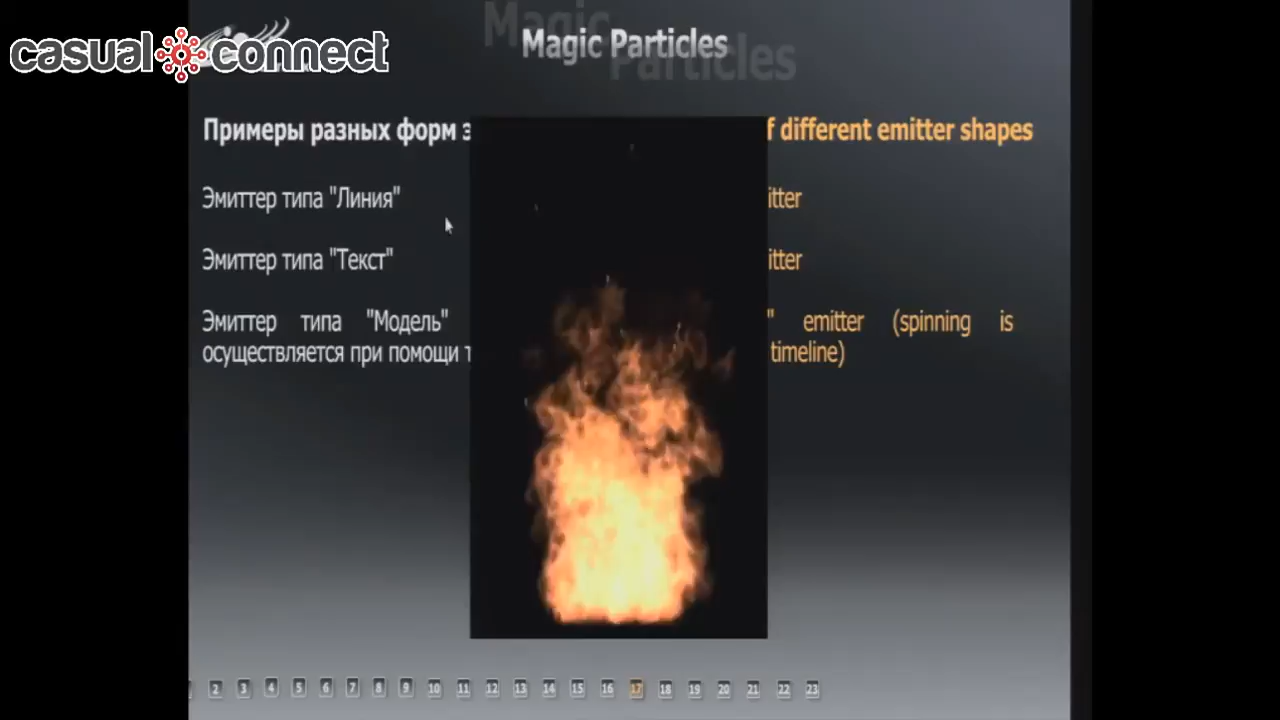 casual connect
Magic Particles
Magic Particles
Примеры разных форм э
f different emitter shapes
Эмиттер типа "Линия"
itter
Эмиттер типа "Текст"
itter
Эмиттер типа "Модель"
" emitter (spinning is
осуществляется при помощи т
timeline)
2 3 4 5 6 7 8 9 10 11 12 13 14 15 16 17 18 19 20 21 22 23